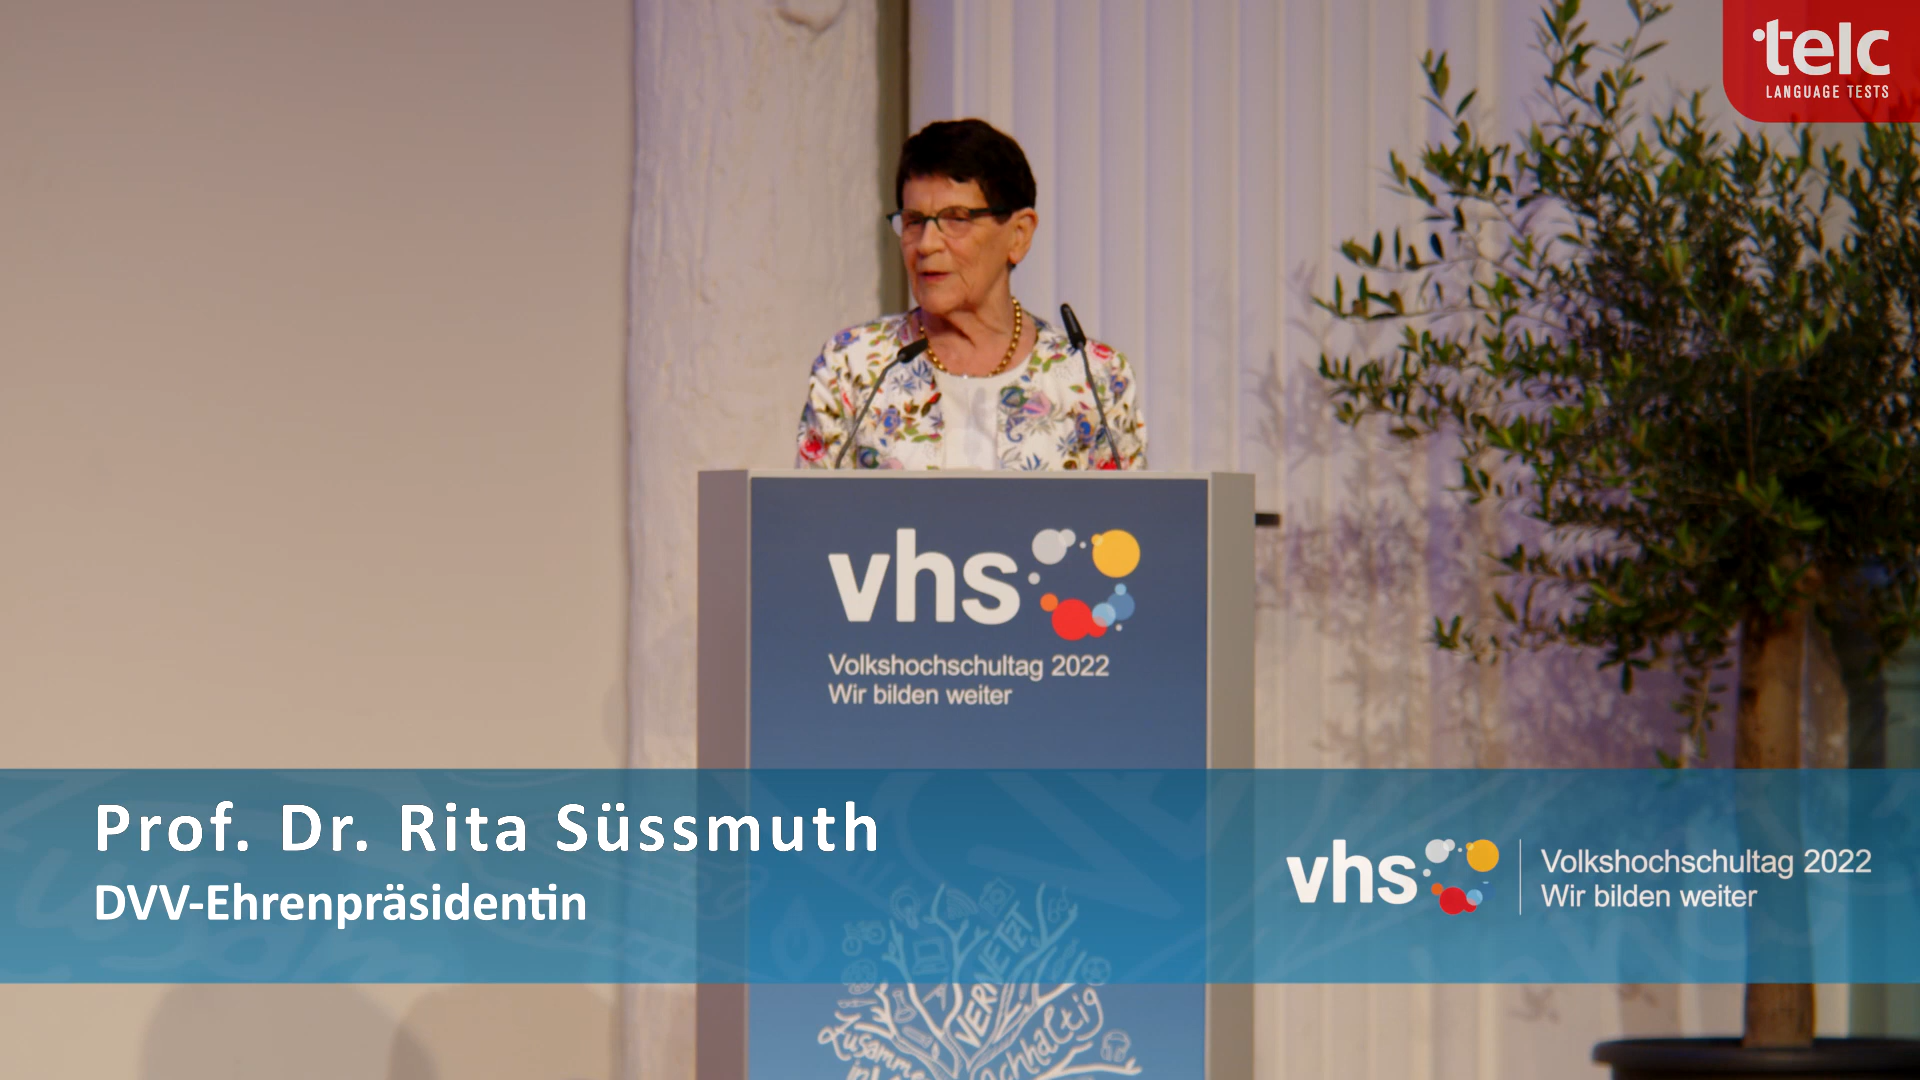 telc
LANGUAGE TESTS
vhs
Volkshochschultag 2022
Wir bilden weiter
Prof. Dr. Rita Süssmuth
DVV-Ehrenpräsidentin
vhs
Volkshochschultag 2022
Wir bilden weiter
VERNETZT